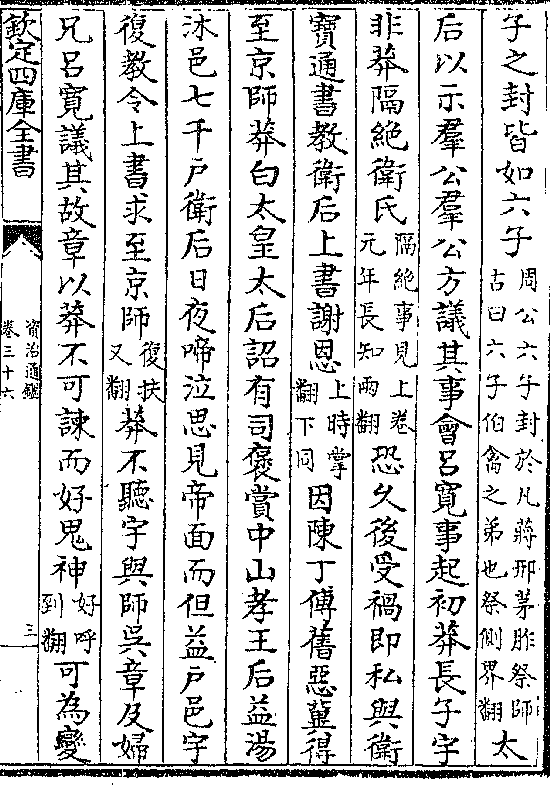 子之封皆如六子周公六子封於凡蔣邢茅胙祭師古曰六子伯禽之弟也祭側界翻太
后以示羣公羣公方議其事會呂寬事起初莽長子宇
非莽隔絶衛氏隔絶事見上卷元年長知兩翻恐久後受禍即私與衛
寶通書教衛后上書謝恩上時掌翻下同因陳丁傅舊惡冀得
至京師莽白太皇太后詔有司褒賞中山孝王后益湯
沐邑七千户衛后日夜啼泣思見帝面而但益户邑宇
復教令上書求至京師復扶又翻莽不聽宇與師吳章及婦
兄呂寬議其故章以莽不可諫而好鬼神好呼到翻可為變
欽定四庫全書
資治通鑑
卷三十六
三